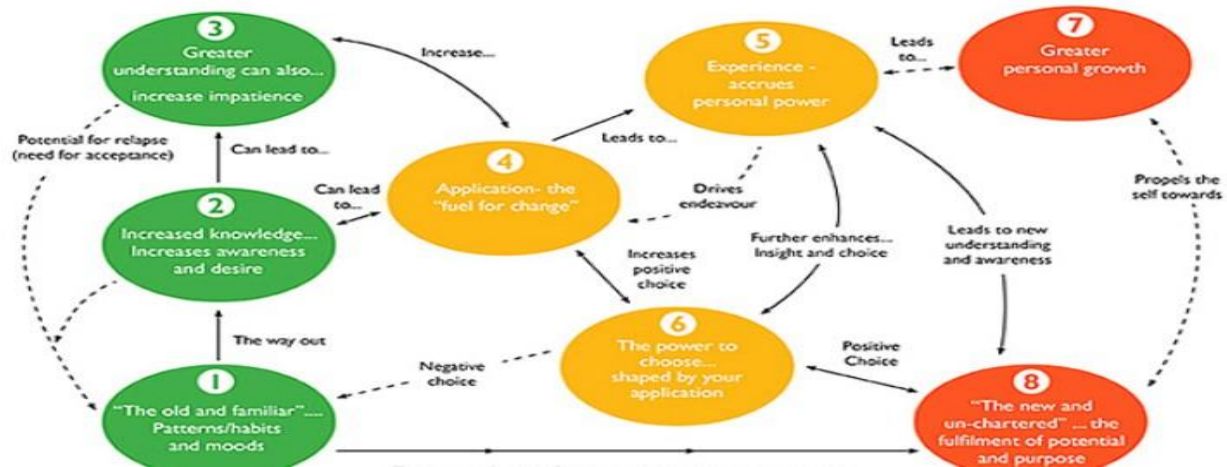 3
Greater
understanding can also...
increase impatience
Increase...
5
Experience -
accrues
personal power
Leads
to...
7
Greater
personal growth
Potential for relapse
(need for acceptance)
Can lead to...
4
Application- the
"fuel for change"
Leads to...
Can lead
to...
Drives
endeavour
Propels the
self towards
2
Increased knowledge...
Increases awareness
and desire
Increases
positive
choice
Further enhances...
Insight and choice
Leads to new
understanding
and awareness
The way out
6
The power to
choose...
shaped by your
application
Negative
choice
Positive
Choice
1
"The old and familiar"....
Patterns/habits
and moods
8
"The new and
un-chartered" ... the
fulfilment of potential
and purpose